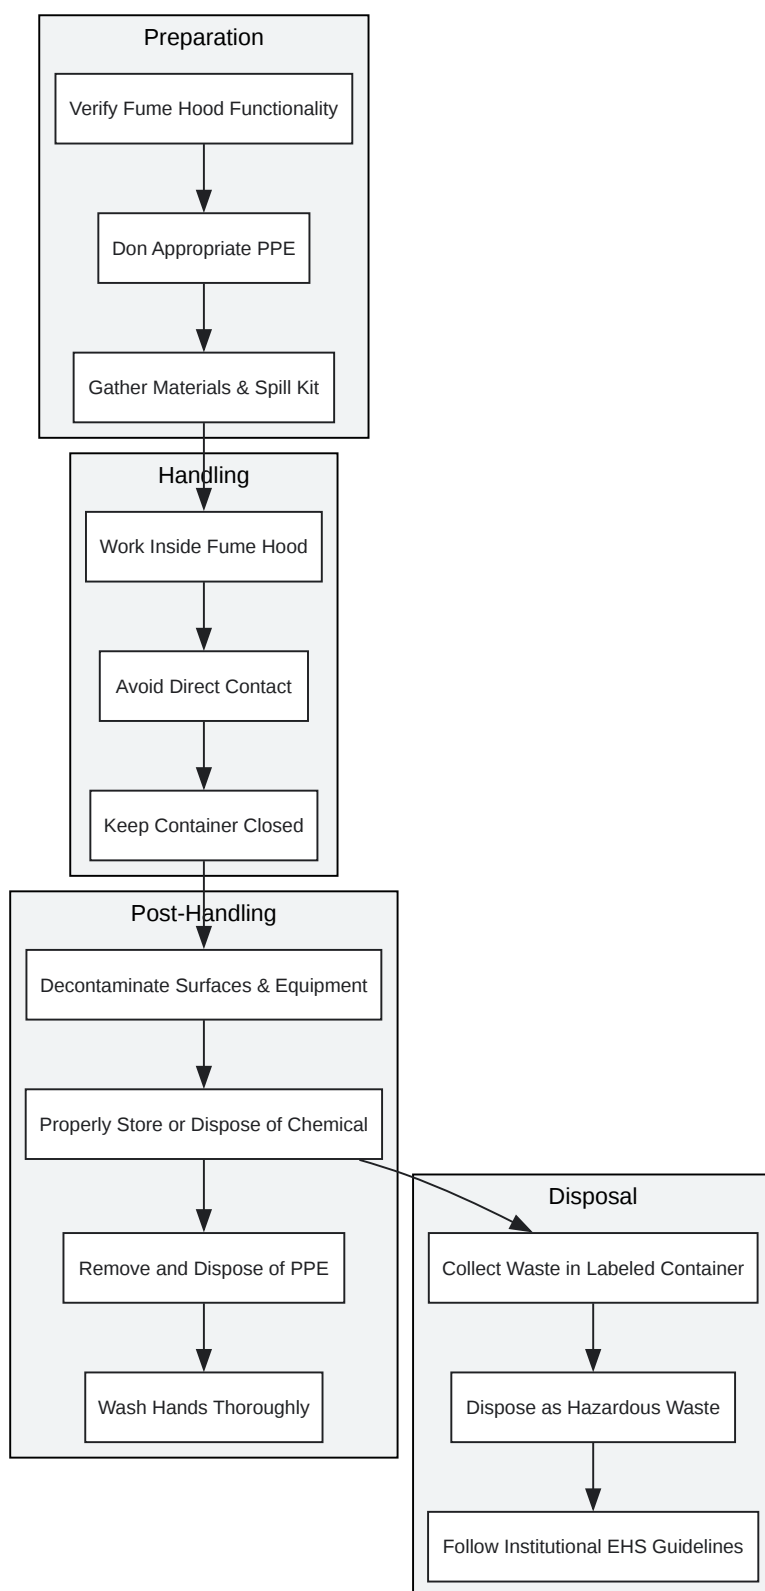 Preparation
Verify Fume Hood Functionality
Don Appropriate PPE
Gather Materials & Spill Kit
Handling
Work Inside Fume Hood
Avoid Direct Contact
Keep Container Closed
Post-Handling
Decontaminate Surfaces & Equipment
Properly Store or Dispose of Chemical
Remove and Dispose of PPE
Wash Hands Thoroughly
Disposal
Collect Waste in Labeled Container
Dispose as Hazardous Waste
Follow Institutional EHS Guidelines